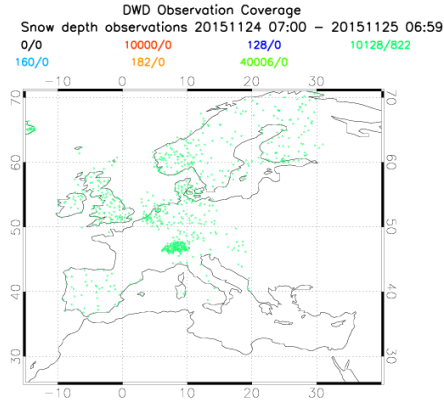 DWD Observation Coverage
Snow depth observations 20151124 07:00 – 20151125 06:59
0/0 10000/0 128/0 10128/822
160/0 182/0 40006/0
−10 0 10 20 30
70 70
60 60
50 50
40 40
30 30
−10 0 10 20 30